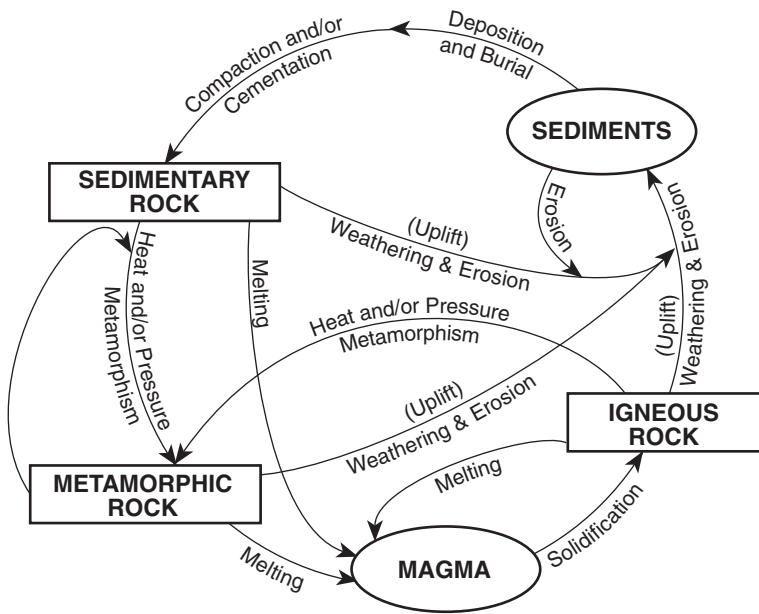 Deposition
and Burial
Compaction and/or
Cementation
SEDIMENTS
SEDIMENTARY
ROCK
Erosion
(Uplift)
Weathering & Erosion
(Uplift)
Weathering & Erosion
Heat and/or Pressure
Metamorphism
Melting
Heat and/or Pressure
Metamorphism
(Uplift)
Weathering & Erosion
IGNEOUS
ROCK
METAMORPHIC
ROCK
Melting
Solidification
Melting
MAGMA